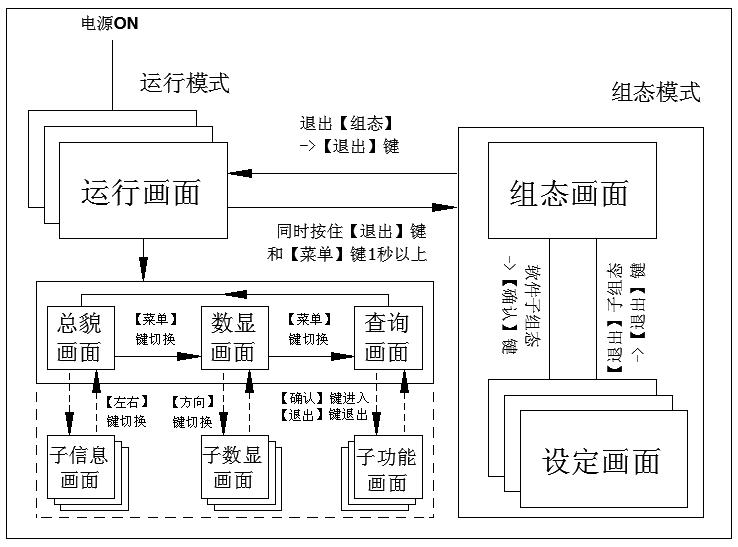 电源ON
运行模式
组态模式
退出【组态】
->【退出】键
运行画面
组态画面
同时按住【退出】键
和【菜单】键1秒以上
软件子组态
->【确认】键
【退出】子组态
->【退出】键
总貌
画面
【菜单】
键切换
数显
画面
【菜单】
键切换
查询
画面
【左右】
键切换
【方向】
键切换
【确认】键进入
【退出】键退出
子信息
画面
子数显
画面
子功能
画面
设定画面